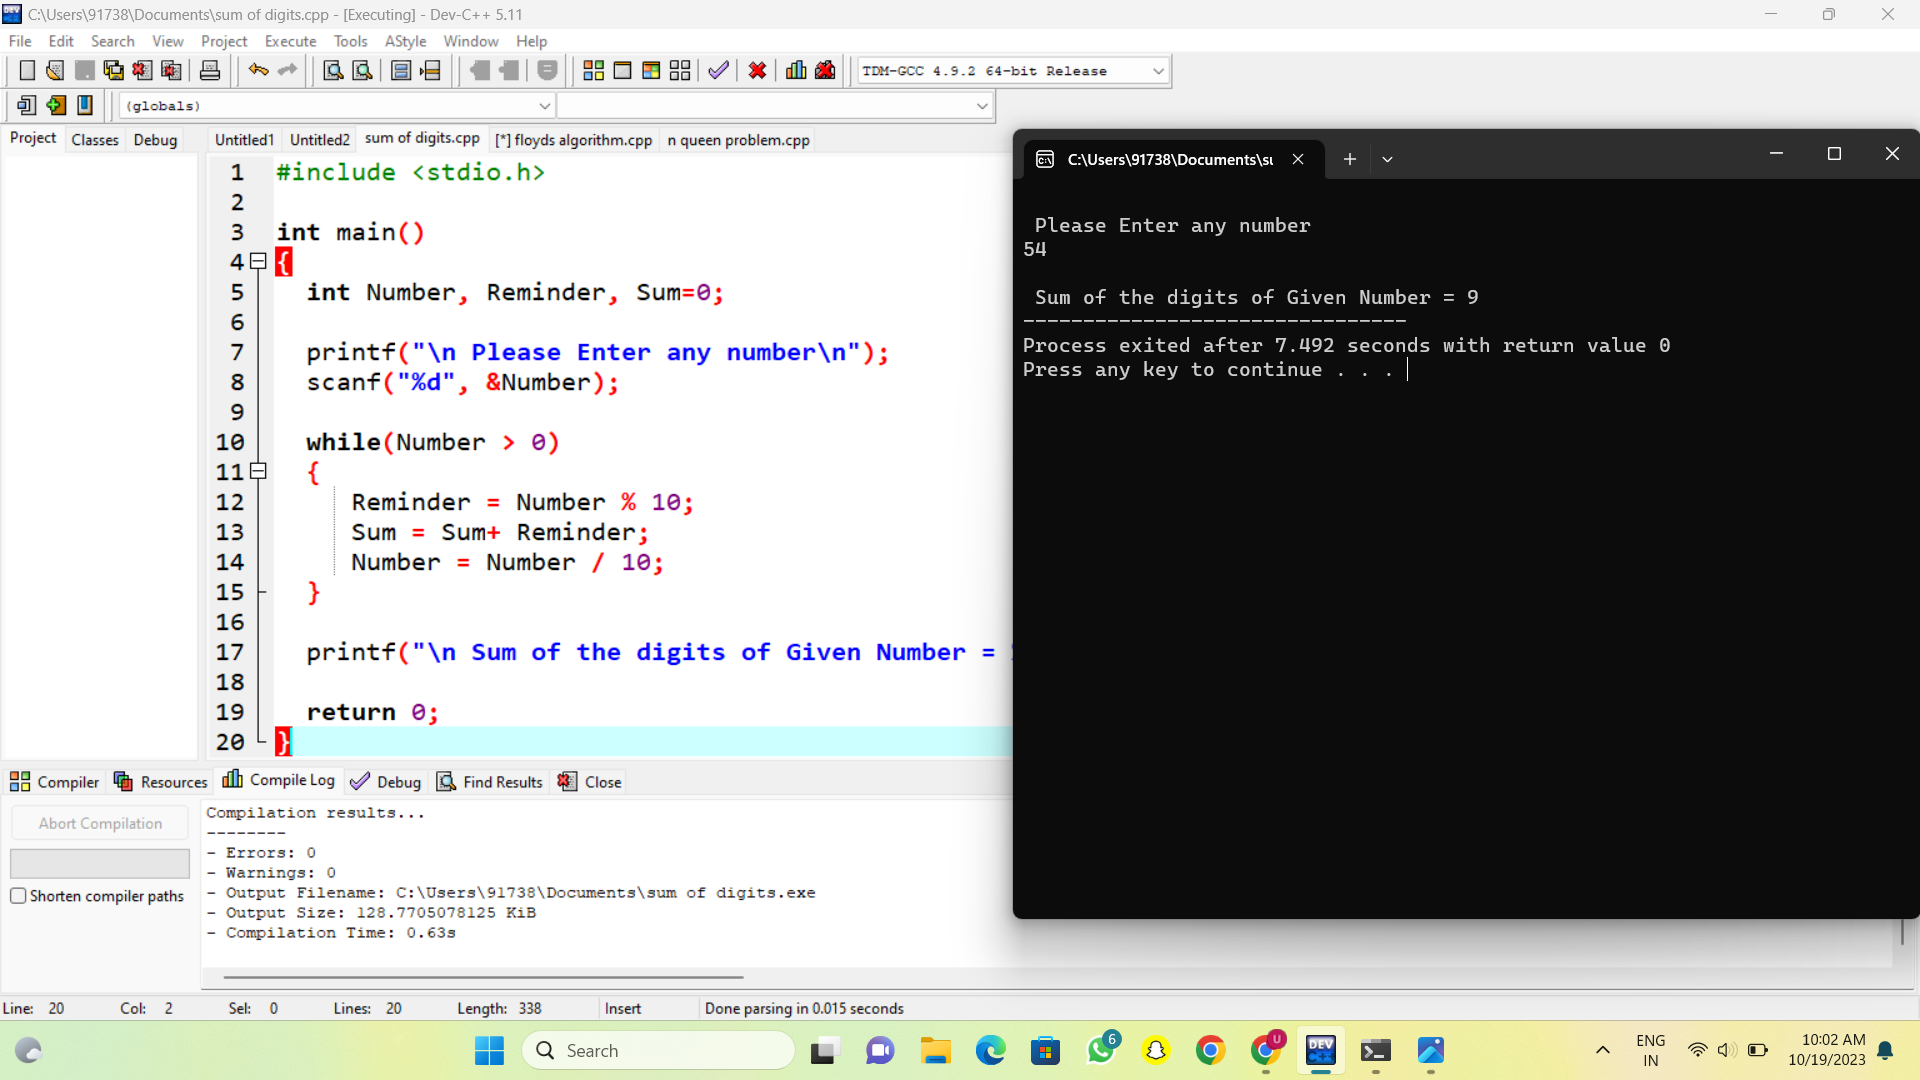 C:\Users\91738\Documents\sum of digits.cpp - [Executing] - Dev-C++ 5.11
File Edit Search View Project Execute Tools AStyle Window Help
TDM-GCC 4.9.2 64-bit Release
(globals)
Project Classes Debug
Untitled1 Untitled2 sum of digits.cpp [*] floyds algorithm.cpp n queen problem.cpp
1 #include <stdio.h>
2
3 int main()
4 {
5 int Number, Reminder, Sum=0;
6
7 printf("\n Please Enter any number\n");
8 scanf("%d", &Number);
9
10 while(Number > 0)
11 {
12 Reminder = Number % 10;
13 Sum = Sum+ Reminder;
14 Number = Number / 10;
15 }
16
17 printf("\n Sum of the digits of Given Number =
18
19 return 0;
20 }
C:\Users\91738\Documents\su
Please Enter any number
54
Sum of the digits of Given Number = 9
--------------------------------
Process exited after 7.492 seconds with return value 0
Press any key to continue . . .
Compiler Resources Compile Log Debug Find Results Close
Abort Compilation
Shorten compiler paths
Compilation results...
--------
- Errors: 0
- Warnings: 0
- Output Filename: C:\Users\91738\Documents\sum of digits.exe
- Output Size: 128.7705078125 KiB
- Compilation Time: 0.63s
Line: 20 Col: 2 Sel: 0 Lines: 20 Length: 338 Insert Done parsing in 0.015 seconds
Search
6
U
DEV
ENG
IN
10:02 AM
10/19/2023